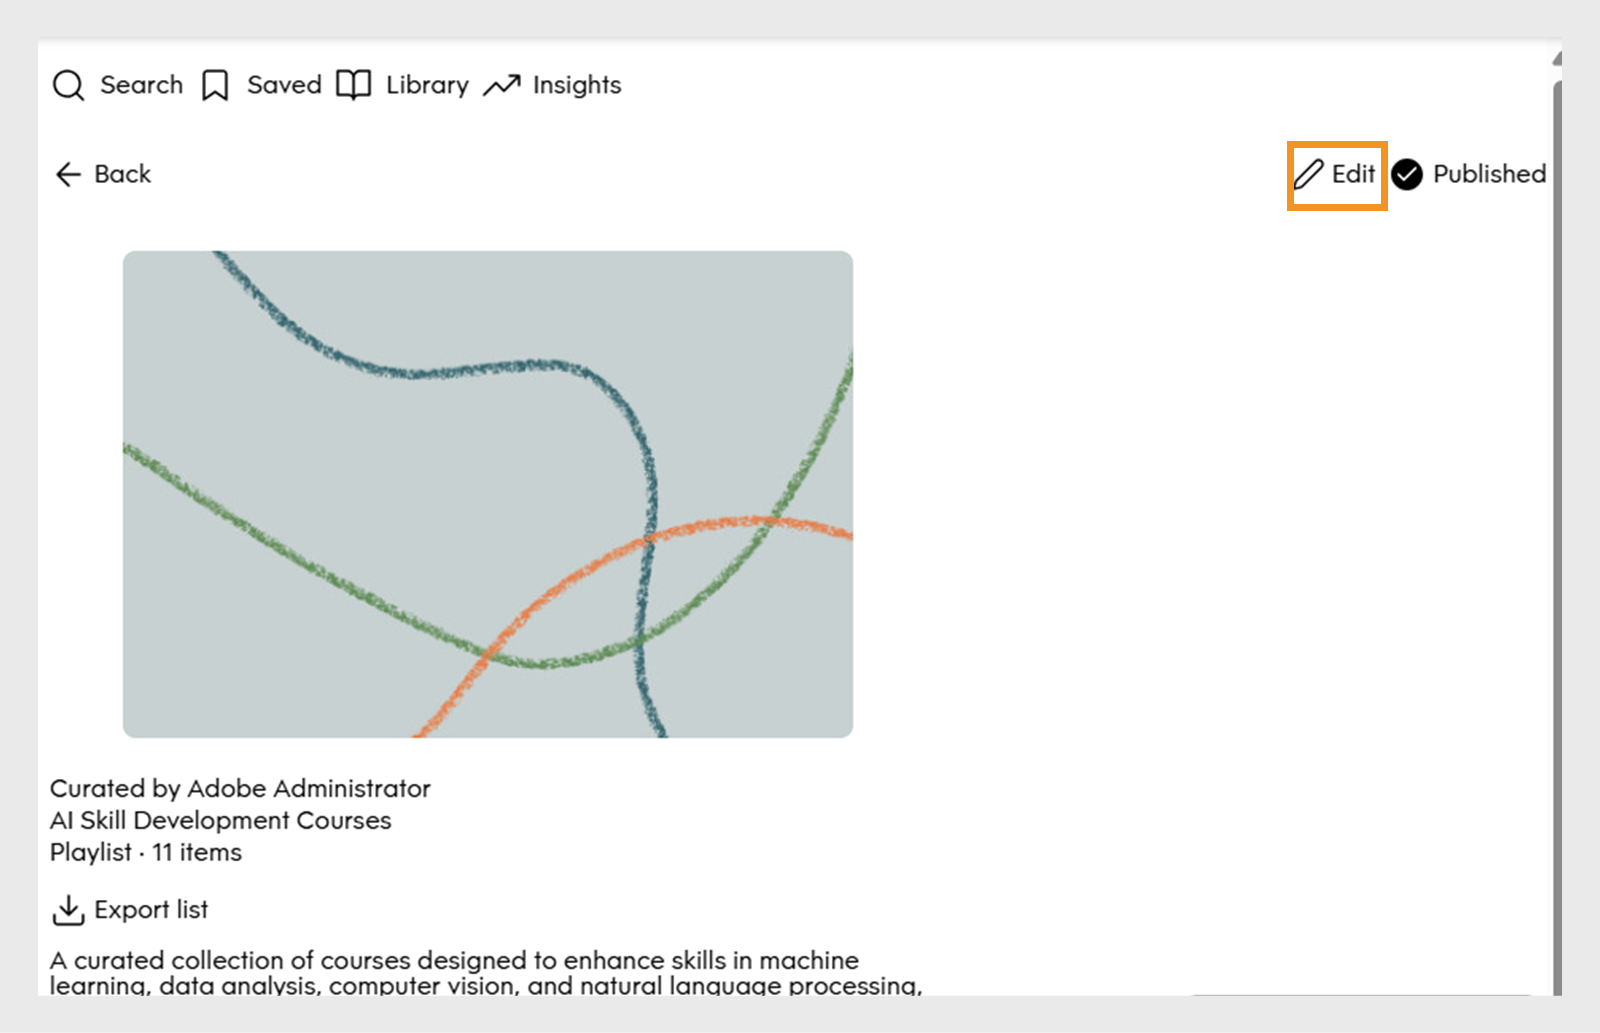 Search Saved Library Insights
Back Edit Published
Curated by Adobe Administrator
AI Skill Development Courses
Playlist · 11 items
Export list
A curated collection of courses designed to enhance skills in machine
learning, data analysis, computer vision, and natural language processing,